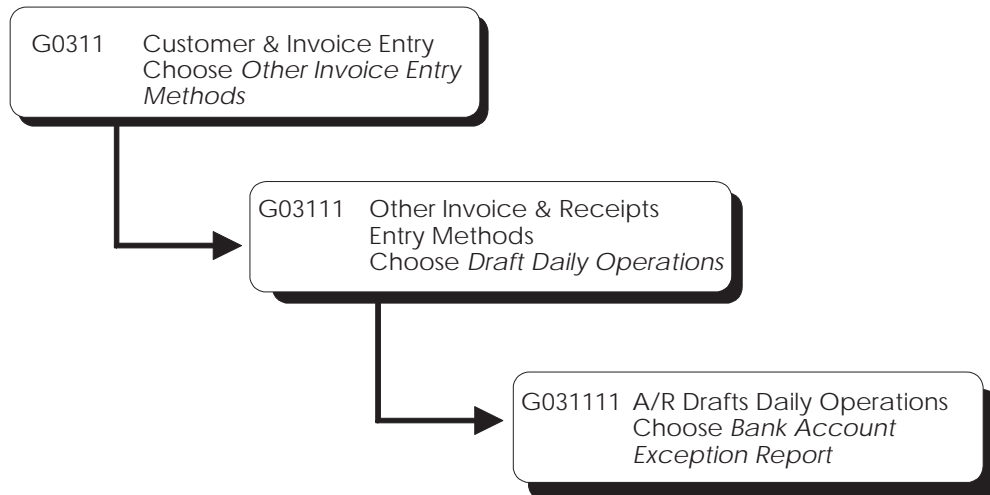 G0311 Customer & Invoice Entry
Choose Other Invoice Entry
Methods
G03111 Other Invoice & Receipts
Entry Methods
Choose Draft Daily Operations
G031111 A/R Drafts Daily Operations
Choose Bank Account
Exception Report